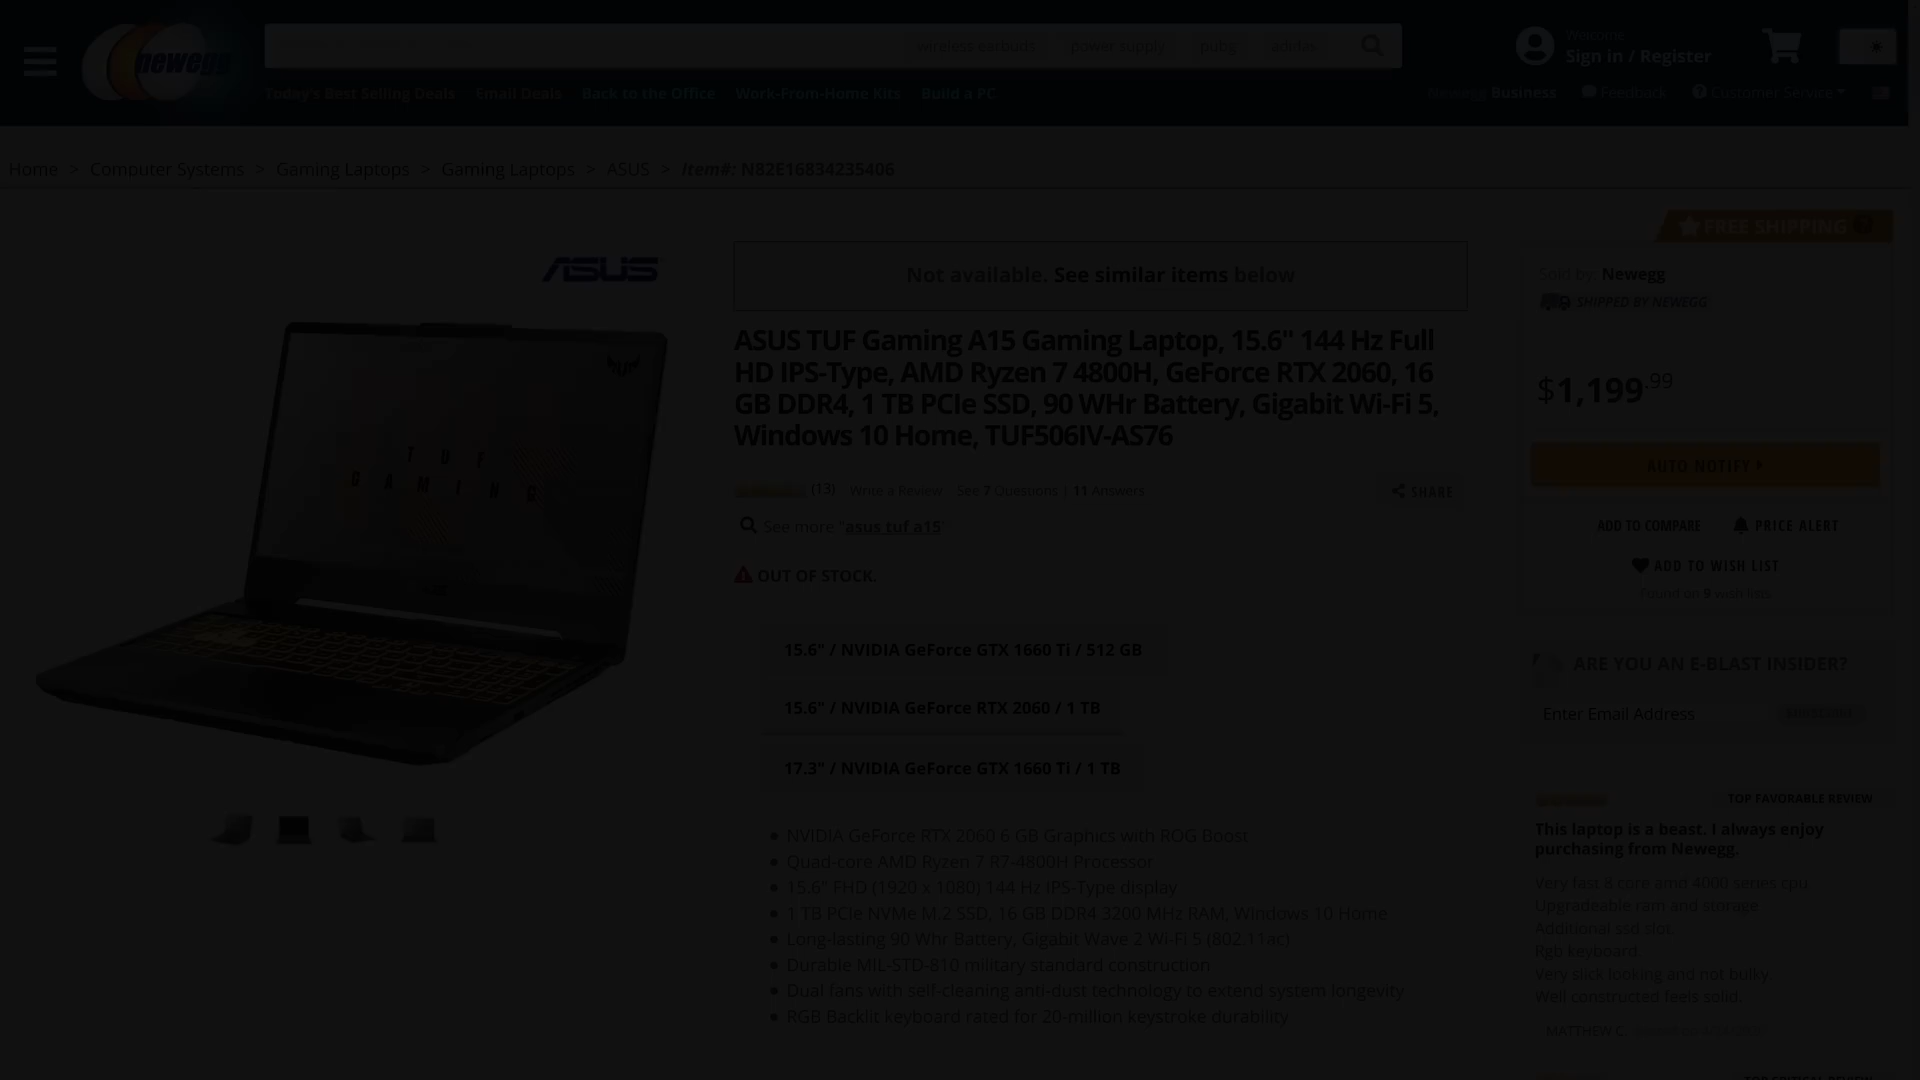 newegg
wireless earbuds power supply pubg adidas
Welcome
Sign in / Register
Today's Best Selling Deals Email Deals Back to the Office Work-From-Home Kits Build a PC
Newegg Business Feedback Customer Service
Home > Computer Systems > Gaming Laptops > Gaming Laptops > ASUS > Item#: N82E16834235406
FREE SHIPPING
ASUS
TUF
GAMING
Not available. See similar items below
ASUS TUF Gaming A15 Gaming Laptop, 15.6" 144 Hz Full
HD IPS-Type, AMD Ryzen 7 4800H, GeForce RTX 2060, 16
GB DDR4, 1 TB PCIe SSD, 90 WHr Battery, Gigabit Wi-Fi 5,
Windows 10 Home, TUF506IV-AS76
(13) Write a Review See 7 Questions | 11 Answers
SHARE
See more "asus tuf a15"
OUT OF STOCK.
15.6" / NVIDIA GeForce GTX 1660 Ti / 512 GB
15.6" / NVIDIA GeForce RTX 2060 / 1 TB
17.3" / NVIDIA GeForce GTX 1660 Ti / 1 TB
NVIDIA GeForce RTX 2060 6 GB Graphics with ROG Boost
Quad-core AMD Ryzen 7 R7-4800H Processor
15.6" FHD (1920 x 1080) 144 Hz IPS-Type display
1 TB PCIe NVMe M.2 SSD, 16 GB DDR4 3200 MHz RAM, Windows 10 Home
Long-lasting 90 Whr Battery, Gigabit Wave 2 Wi-Fi 5 (802.11ac)
Durable MIL-STD-810 military standard construction
Dual fans with self-cleaning anti-dust technology to extend system longevity
RGB Backlit keyboard rated for 20-million keystroke durability
Sold by: Newegg
SHIPPED BY NEWEGG
$1,199.99
AUTO NOTIFY
ADD TO COMPARE PRICE ALERT
ADD TO WISH LIST
Found on 9 wish lists
ARE YOU AN E-BLAST INSIDER?
Enter Email Address
TOP FAVORABLE REVIEW
This laptop is a beast. I always enjoy
purchasing from Newegg.
Very fast 8 core amd 4000 series cpu
Upgradeable ram and storage
Additional ssd slot.
Rgb keyboard
Very slick looking and not bulky
Well constructed feels solid.
MATTHEW C
TOP CRITICAL REVIEW